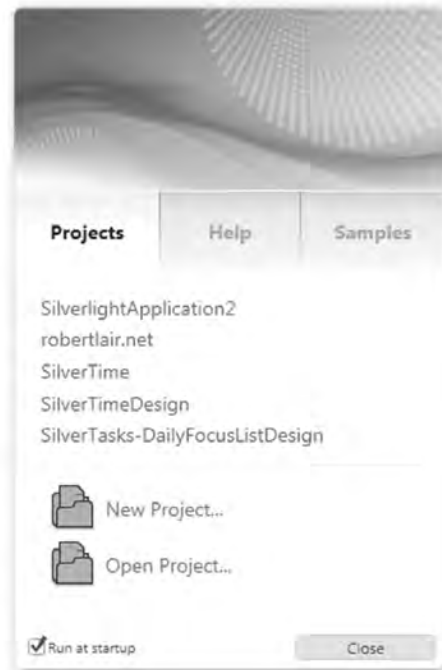 Projects Help Samples
SilverlightApplication2
robertlair.net
SilverTime
SilverTimeDesign
SilverTasks-DailyFocusListDesign
New Project...
Open Project...
Run at startup Close